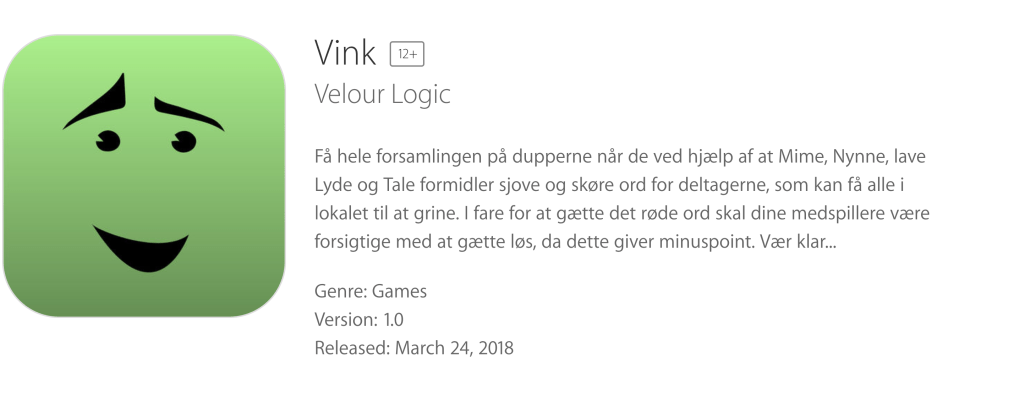 Vink 12+
Velour Logic
Få hele forsamlingen på dupperne når de ved hjælp af at Mime, Nynne, lave
Lyde og Tale formidler sjove og skøre ord for deltagerne, som kan få alle i
lokalet til at grine. I fare for at gætte det røde ord skal dine medspillere være
forsigtige med at gætte løs, da dette giver minuspoint. Vær klar...
Genre: Games
Version: 1.0
Released: March 24, 2018